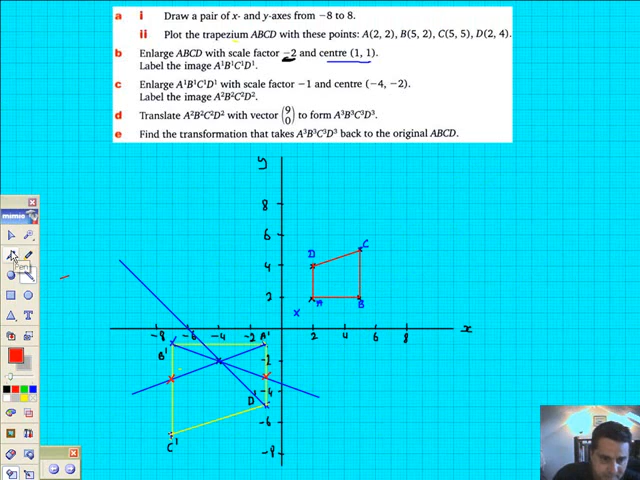 a i Draw a pair of x- and y-axes from −8 to 8.
ii Plot the trapezium ABCD with these points: A(2, 2), B(5, 2), C(5, 5), D(2, 4).
b Enlarge ABCD with scale factor −2 and centre (1, 1).
Label the image A¹B¹C¹D¹.
c Enlarge A¹B¹C¹D¹ with scale factor −1 and centre (−4, −2).
Label the image A²B²C²D².
d Translate A²B²C²D² with vector (9 0) to form A³B³C³D³.
e Find the transformation that takes A³B³C³D³ back to the original ABCD.
y
8
6
D C
4
2
A B
x
-8 -6 -4 -2 2 4 6 8
B' A'
-2
-4
D'
-6
C'
-8
mimio
Pen